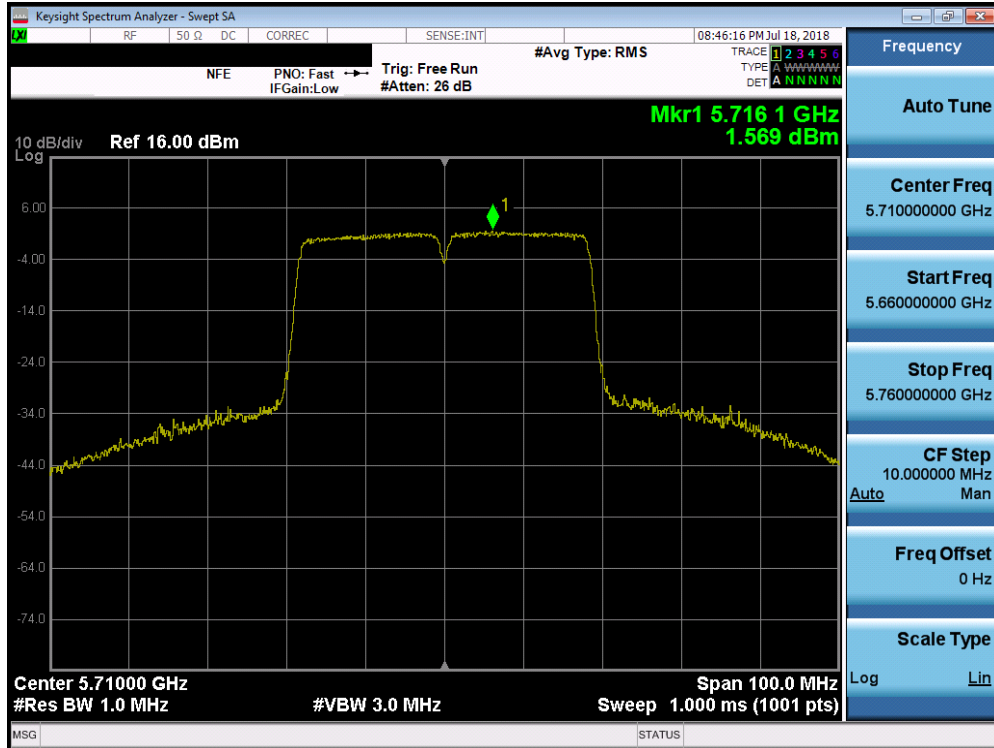 Keysight Spectrum Analyzer - Swept SA
LXI RF 50 Ω DC CORREC SENSE:INT 08:46:16 PM Jul 18, 2018
NFE PNO: Fast Trig: Free Run #Avg Type: RMS TRACE 1 2 3 4 5 6
IFGain:Low #Atten: 26 dB TYPE A WWWWW
DET A N N N N N
Mkr1 5.716 1 GHz
1.569 dBm
10 dB/div Ref 16.00 dBm
Log
1
6.00
-4.00
-14.0
-24.0
-34.0
-44.0
-54.0
-64.0
-74.0
Center 5.71000 GHz Span 100.0 MHz
#Res BW 1.0 MHz #VBW 3.0 MHz Sweep 1.000 ms (1001 pts)
MSG STATUS
Frequency
Auto Tune
Center Freq
5.710000000 GHz
Start Freq
5.660000000 GHz
Stop Freq
5.760000000 GHz
CF Step
10.000000 MHz
Auto Man
Freq Offset
0 Hz
Scale Type
Log Lin